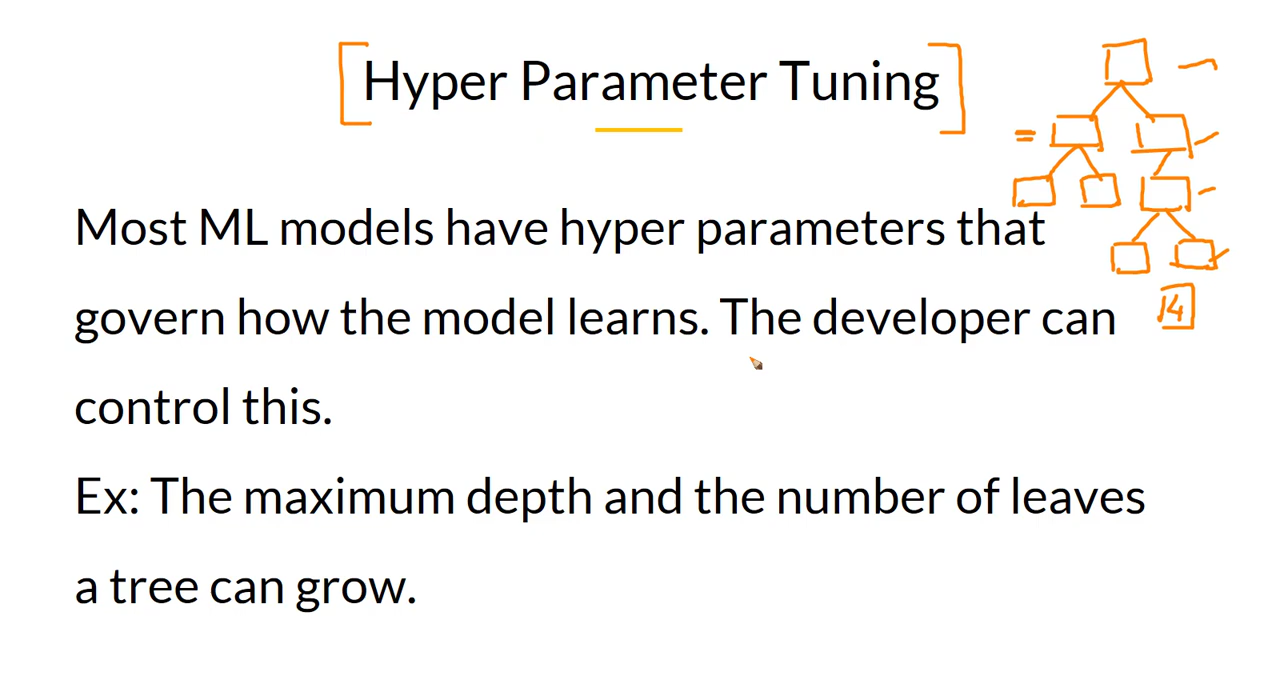 Hyper Parameter Tuning
Most ML models have hyper parameters that
govern how the model learns. The developer can
14
control this.
Ex: The maximum depth and the number of leaves
a tree can grow.